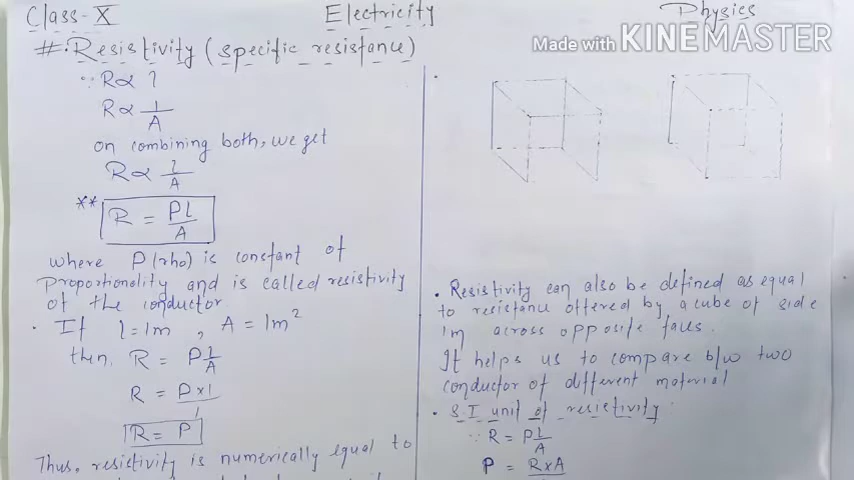 Class-X
Electricity
Physics
Made with KINEMASTER
#. Resistivity (specific resistance)
∵ R∝ l
R ∝ 1/A
on combining both, we get
R∝ l/A
** R = ρL/A
where ρ (rho) is constant of
proportionality and is called resistivity
of the conductor
. If l=1m , A = 1m²
then, R = ρ l/A
R = ρ×1/1
R = ρ
Thus, resistivity is numerically equal to
. Resistivity can also be defined as equal
to resistance offered by a cube of side
1m across opposite faces.
It helps us to compare b/w two
conductor of different material
. S.I unit of resistivity
∵ R = ρL/A
ρ = R×A